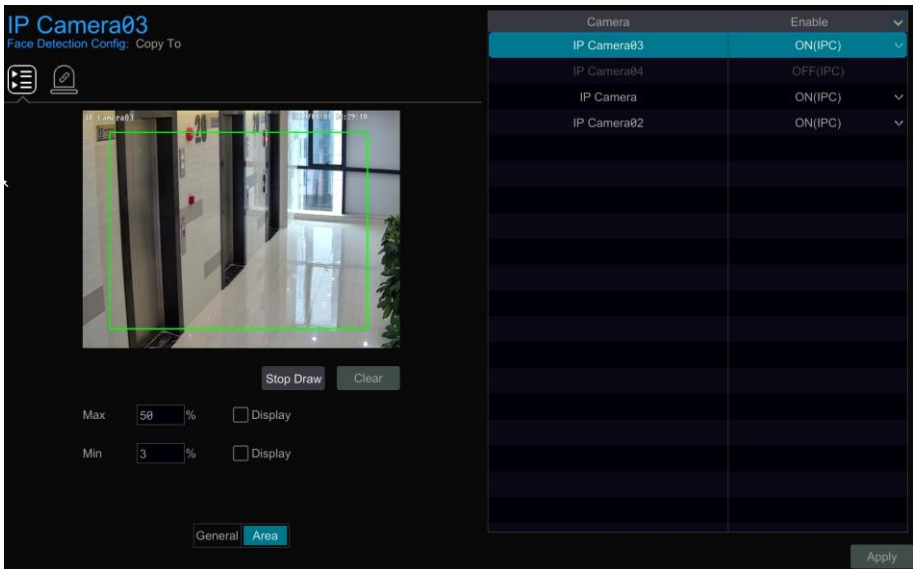 IP Camera03
Face Detection Config: Copy To
IP Camera03
Stop Draw
Clear
Max 50 % Display
Min 3 % Display
General Area
Camera Enable
IP Camera03 ON(IPC)
IP Camera04 OFF(IPC)
IP Camera ON(IPC)
IP Camera02 ON(IPC)
Apply